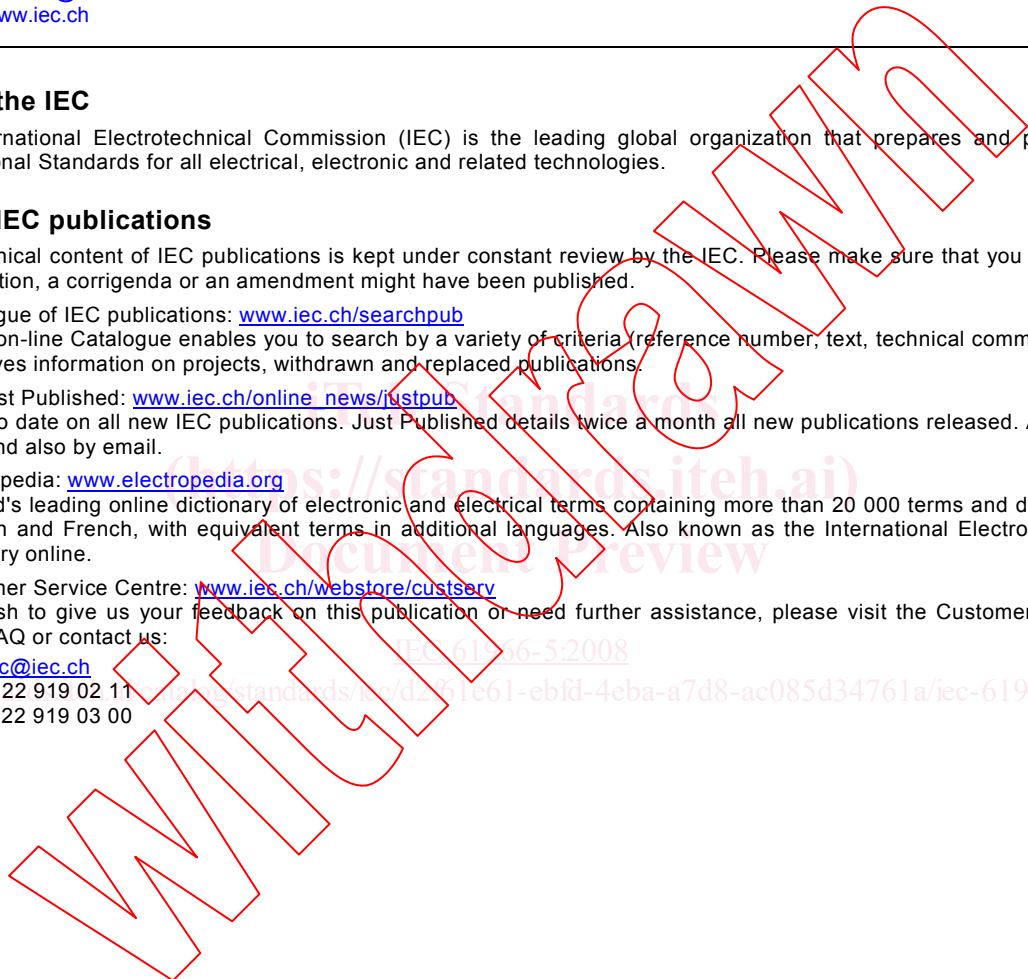 ww.iec.ch
the IEC
rnational Electrotechnical Commission (IEC) is the leading global organization that prepares and p
onal Standards for all electrical, electronic and related technologies.
IEC publications
nical content of IEC publications is kept under constant review by the IEC. Please make sure that you
tion, a corrigenda or an amendment might have been published.
gue of IEC publications: www.iec.ch/searchpub
on-line Catalogue enables you to search by a variety of criteria (reference number, text, technical comm
ves information on projects, withdrawn and replaced publications.
iTeh Standards
st Published: www.iec.ch/online_news/justpub
o date on all new IEC publications. Just Published details twice a month all new publications released. A
nd also by email.
(https://standards.iteh.ai)
pedia: www.electropedia.org
d's leading online dictionary of electronic and electrical terms containing more than 20 000 terms and d
n and French, with equivalent terms in additional languages. Also known as the International Electro
ry online.
Document Preview
mer Service Centre: www.iec.ch/webstore/custserv
sh to give us your feedback on this publication or need further assistance, please visit the Customer
AQ or contact us:
IEC 61966-5:2008
c@iec.ch
22 919 02 11
catalog/standards/iec/d2f61e61-ebfd-4eba-a7d8-ac085d34761a/iec-619
22 919 03 00
withdrawn